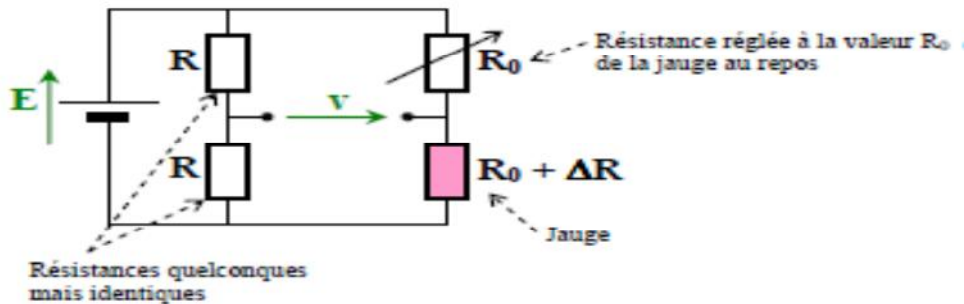 R
R₀
Résistance réglée à la valeur R₀
de la jauge au repos
E
v
R
R₀ + ΔR
Jauge
Résistances quelconques
mais identiques